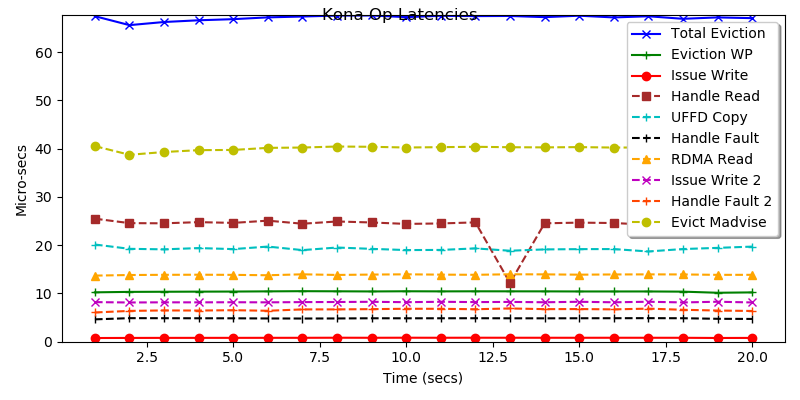 Kona Op Latencies
Micro-secs
60
50
40
30
20
10
0
2.5 5.0 7.5 10.0 12.5 15.0 17.5 20.0
Time (secs)
Total Eviction
Eviction WP
Issue Write
Handle Read
UFFD Copy
Handle Fault
RDMA Read
Issue Write 2
Handle Fault 2
Evict Madvise